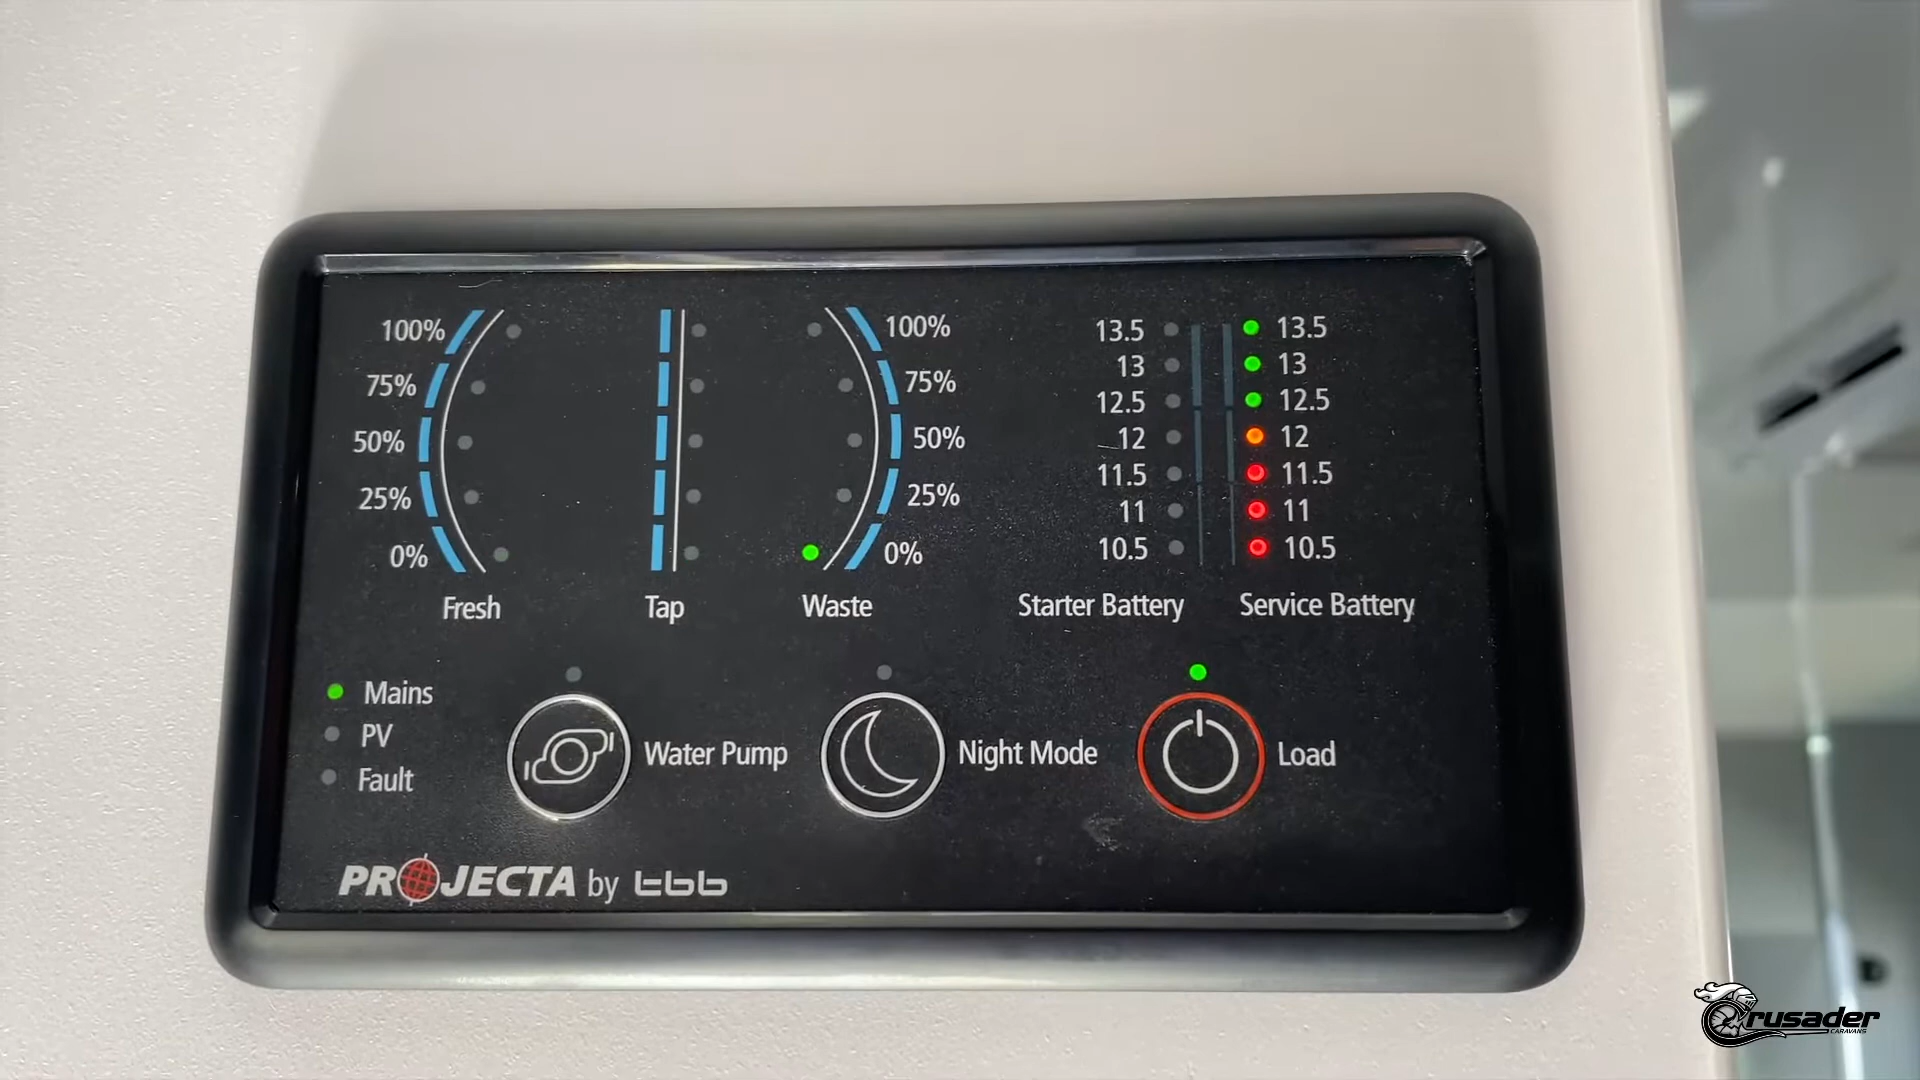 100% 100% 13.5 13.5
75% 75% 13 13
12.5 12.5
50% 50% 12 12
25% 25% 11.5 11.5
11 11
0% 0% 10.5 10.5
Fresh Tap Waste Starter Battery Service Battery
Mains
PV
Fault
Water Pump Night Mode Load
PROJECTA by tbb
Crusader
CARAVANS